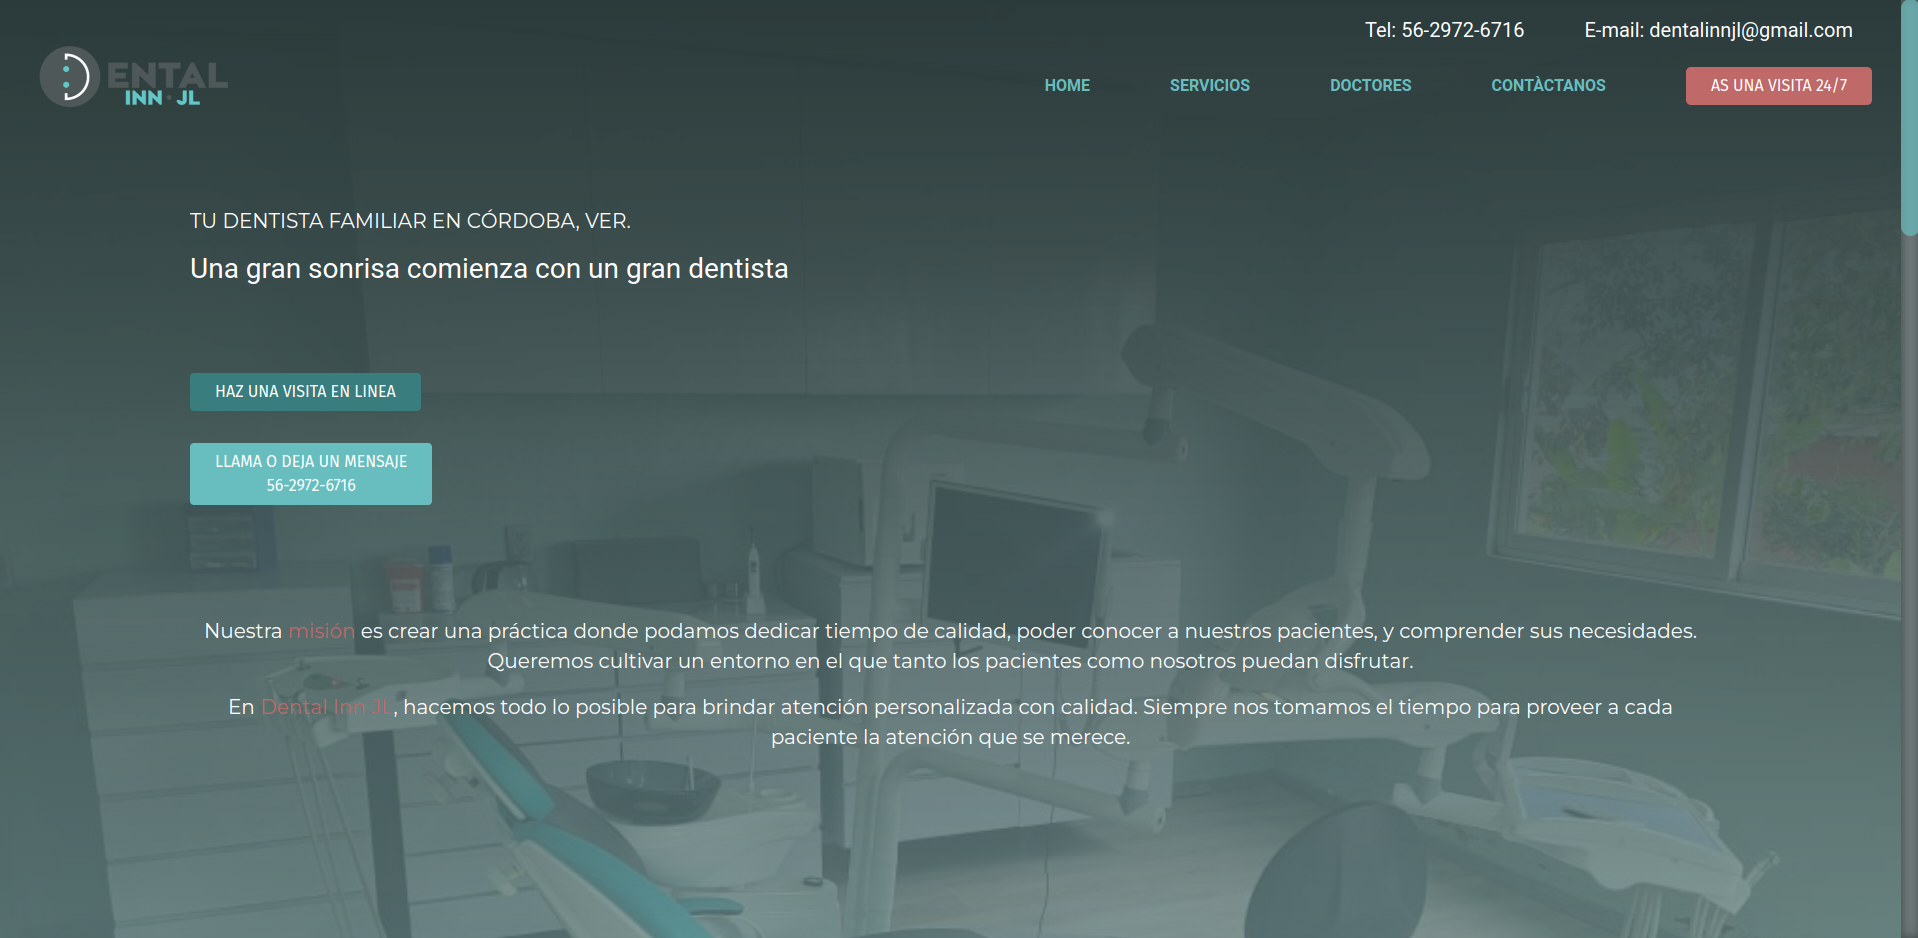 Tel: 56-2972-6716 E-mail: dentalinnjl@gmail.com
DENTAL
INN · JL
HOME SERVICIOS DOCTORES CONTÀCTANOS AS UNA VISITA 24/7
TU DENTISTA FAMILIAR EN CÓRDOBA, VER.
Una gran sonrisa comienza con un gran dentista
HAZ UNA VISITA EN LINEA
LLAMA O DEJA UN MENSAJE
56-2972-6716
Nuestra misión es crear una práctica donde podamos dedicar tiempo de calidad, poder conocer a nuestros pacientes, y comprender sus necesidades.
Queremos cultivar un entorno en el que tanto los pacientes como nosotros puedan disfrutar.
En Dental Inn JL, hacemos todo lo posible para brindar atención personalizada con calidad. Siempre nos tomamos el tiempo para proveer a cada
paciente la atención que se merece.